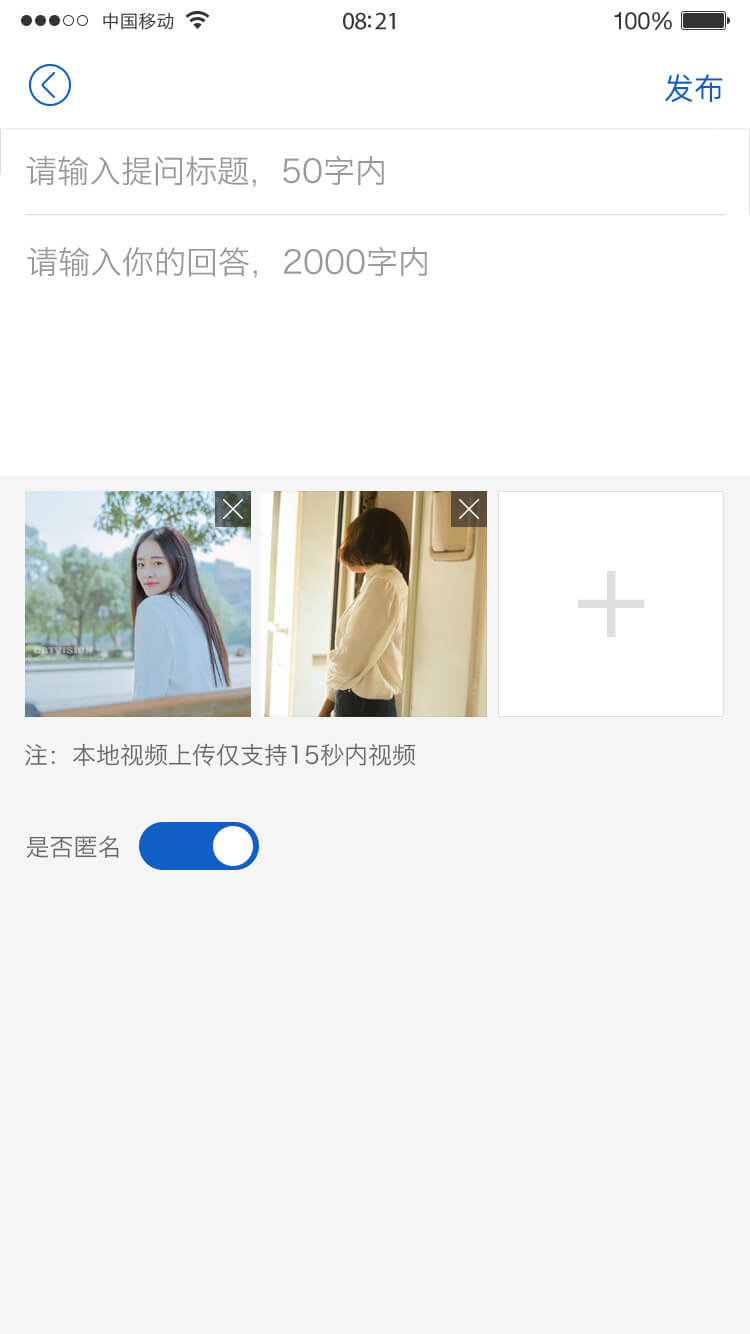 中国移动 08:21 100%
发布
请输入提问标题，50字内
请输入你的回答，2000字内
注：本地视频上传仅支持15秒内视频
是否匿名